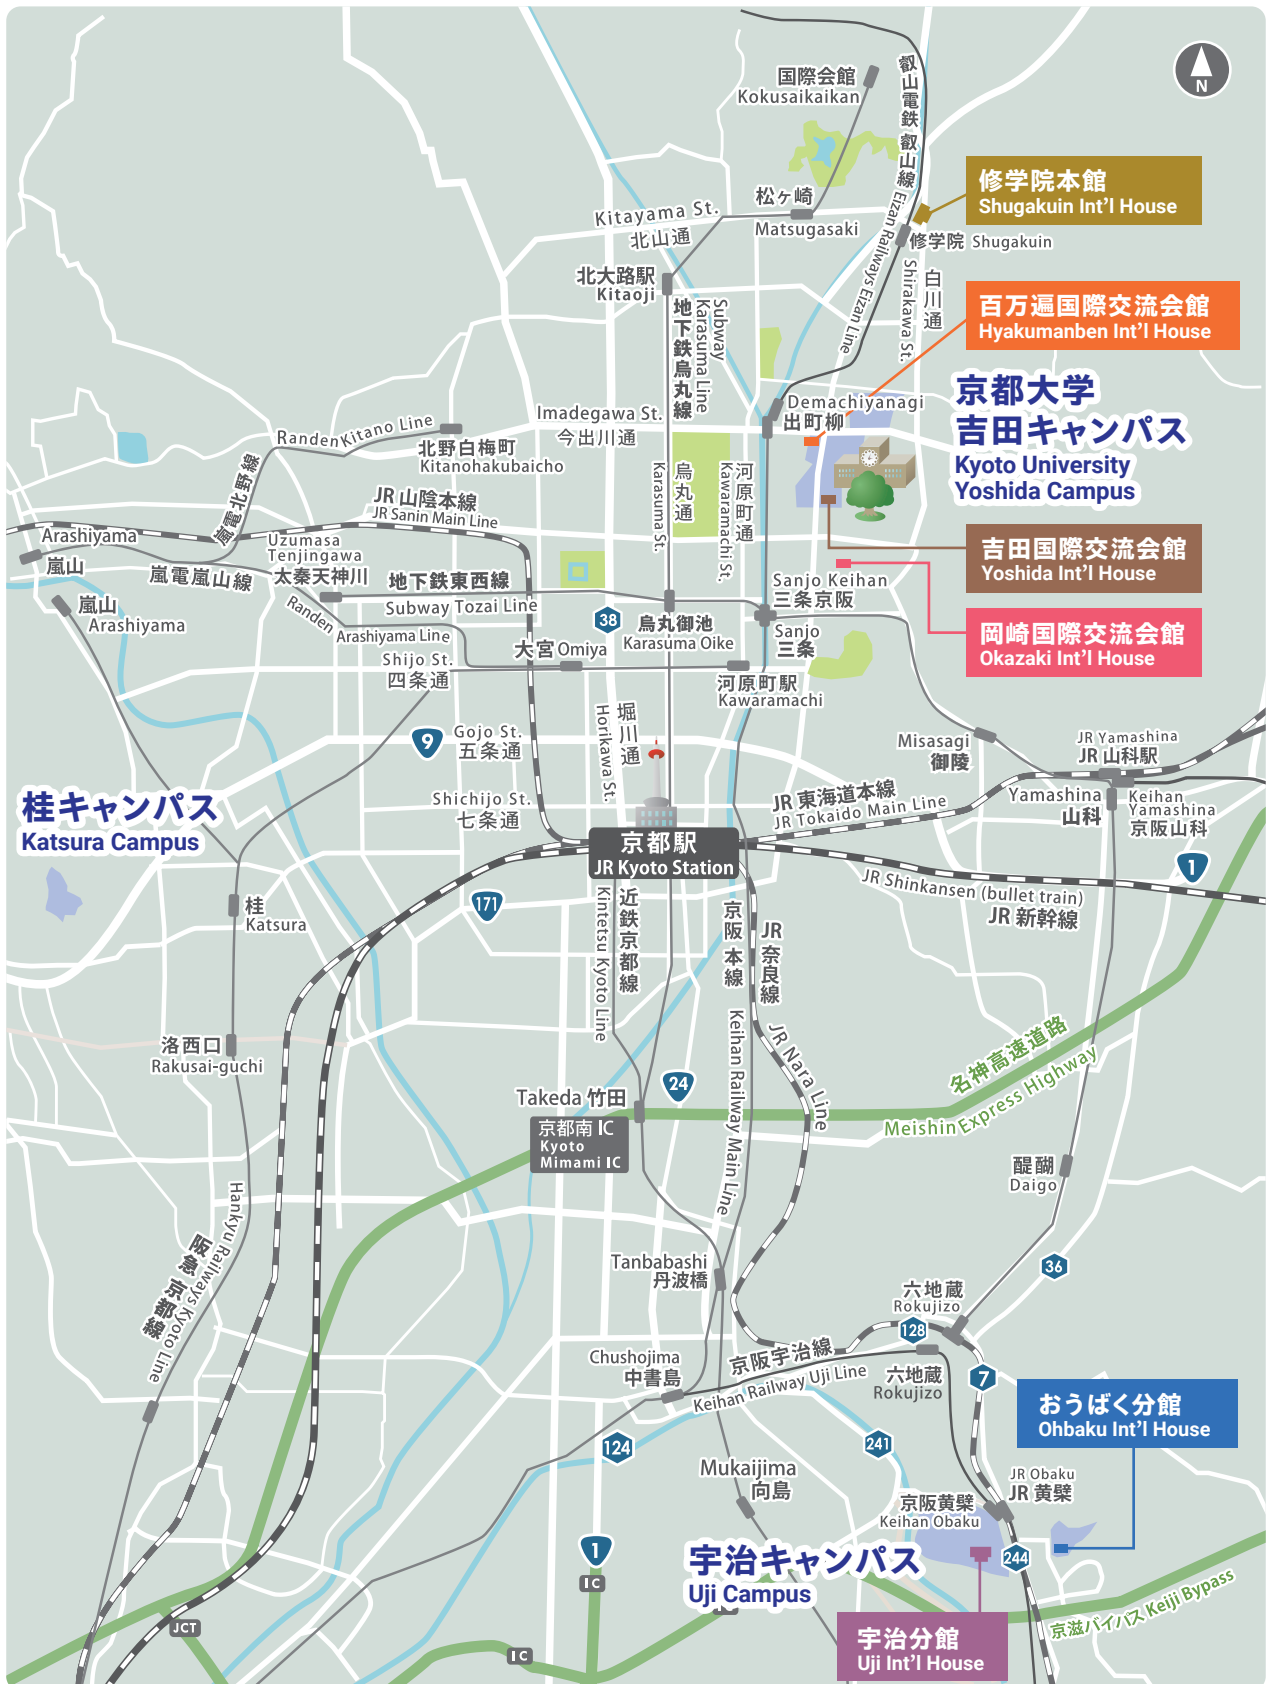 国際会館
Kokusaikaikan
叡山電鉄 叡山線
Eizan Railways Eizan Line
N
修学院本館
Shugakuin Int'l House
松ヶ崎
Matsugasaki
Kitayama St.
北山通
修学院 Shugakuin
白川通
Shirakawa St.
北大路駅
Kitaoji
地下鉄烏丸線
Subway
Karasuma Line
百万遍国際交流会館
Hyakumanben Int'l House
京都大学
吉田キャンパス
Kyoto University
Yoshida Campus
Demachiyanagi
出町柳
Imadegawa St.
今出川通
Randen Kitano Line
嵐電北野線
北野白梅町
Kitanohakubaicho
烏丸通
Karasuma St.
河原町通
Kawaramachi St.
JR 山陰本線
JR Sanin Main Line
Arashiyama
嵐山
嵐電嵐山線
Randen
Arashiyama Line
Uzumasa
Tenjingawa
太秦天神川
地下鉄東西線
Subway Tozai Line
嵐山
Arashiyama
吉田国際交流会館
Yoshida Int'l House
Sanjo Keihan
三条京阪
38
烏丸御池
Karasuma Oike
Sanjo
三条
岡崎国際交流会館
Okazaki Int'l House
大宮 Omiya
Shijo St.
四条通
河原町駅
Kawaramachi
堀川通
Horikawa St.
9
Gojo St.
五条通
Misasagi
御陵
JR Yamashina
JR 山科駅
桂キャンパス
Katsura Campus
Shichijo St.
七条通
JR 東海道本線
JR Tokaido Main Line
Yamashina
山科
Keihan
Yamashina
京阪山科
京都駅
JR Kyoto Station
1
JR Shinkansen (bullet train)
JR 新幹線
171
桂
Katsura
近鉄京都線
Kintetsu Kyoto Line
京阪 本線
Keihan Railway Main Line
JR 奈良線
JR Nara Line
洛西口
Rakusai-guchi
名神高速道路
Meishin Express Highway
24
Takeda 竹田
京都南 IC
Kyoto
Mimami IC
醍醐
Daigo
Hankyu Railways Kyoto Line
阪急 京都線
Tanbabashi
丹波橋
36
六地蔵
Rokujizo
128
Chushojima
中書島
京阪宇治線
Keihan Railway Uji Line
六地蔵
Rokujizo
7
おうばく分館
Ohbaku Int'l House
124
241
Mukaijima
向島
JR Obaku
JR 黄檗
京阪黄檗
Keihan Obaku
宇治キャンパス
Uji Campus
1
IC
244
京滋バイパス Keiji Bypass
JCT
IC
宇治分館
Uji Int'l House